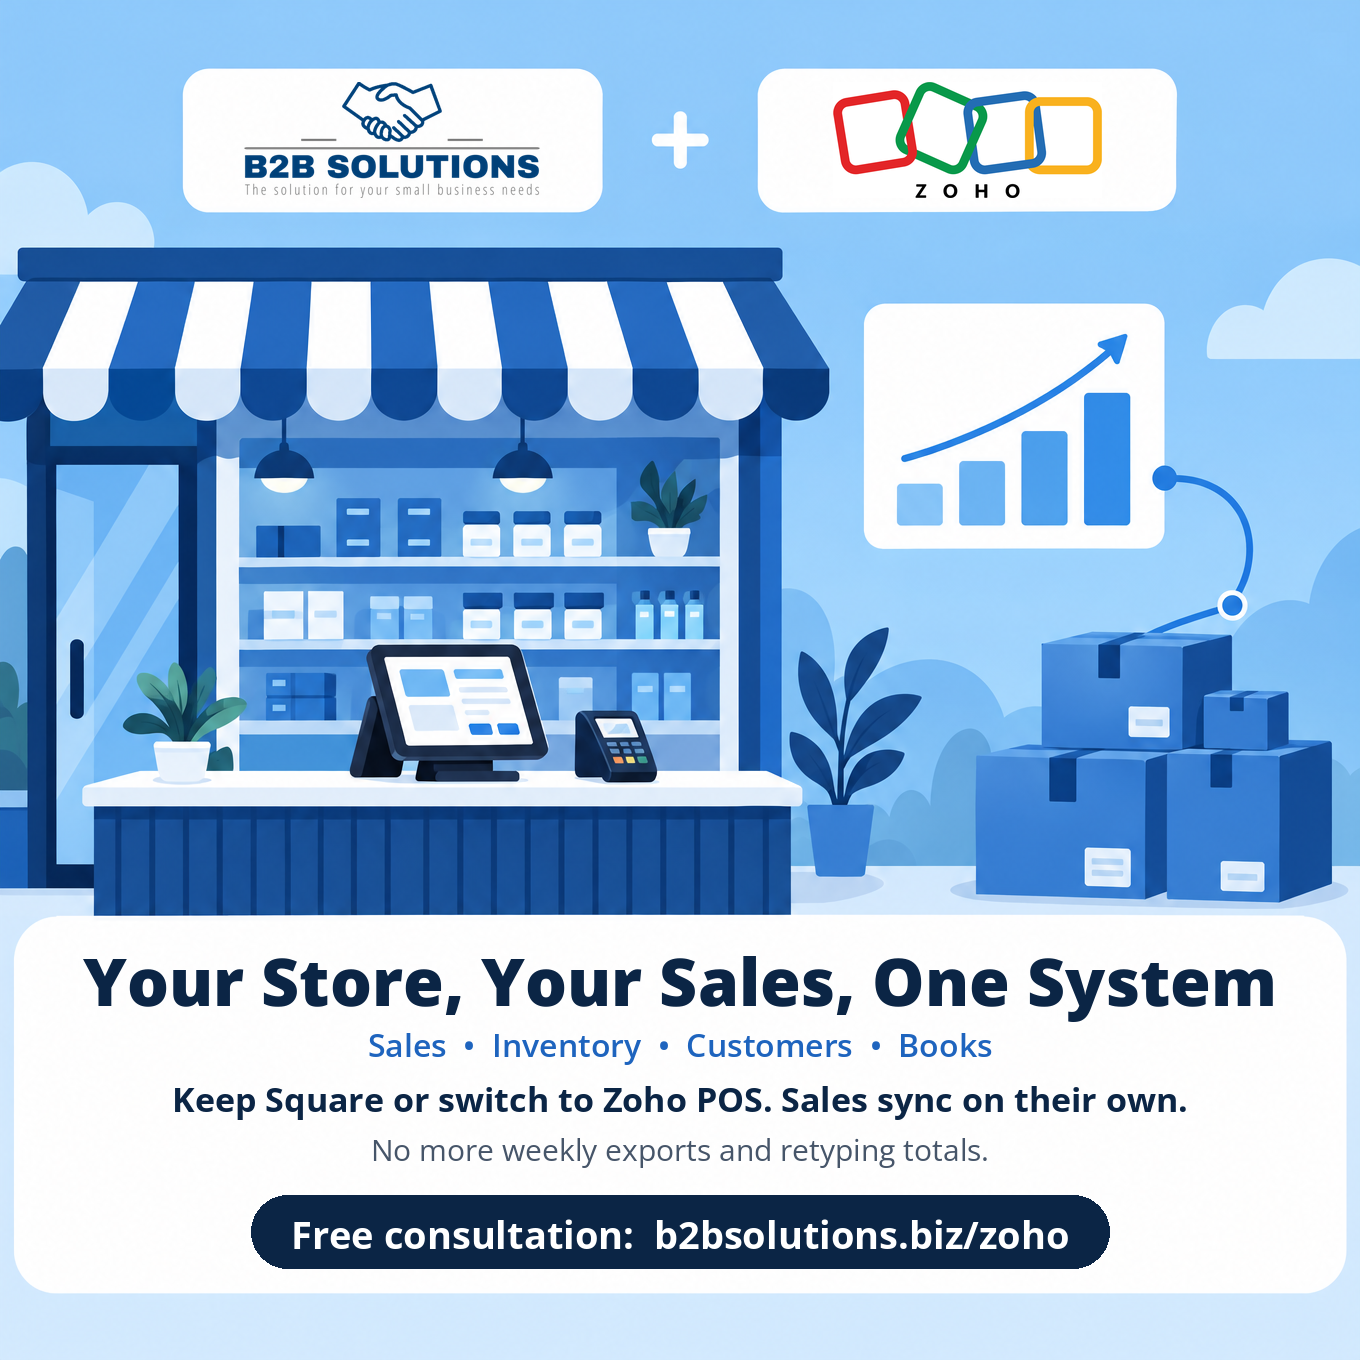 B2B SOLUTIONS
The solution for your small business needs
ZOHO
Your Store, Your Sales, One System
Sales • Inventory • Customers • Books
Keep Square or switch to Zoho POS. Sales sync on their own.
No more weekly exports and retyping totals.
Free consultation: b2bsolutions.biz/zoho